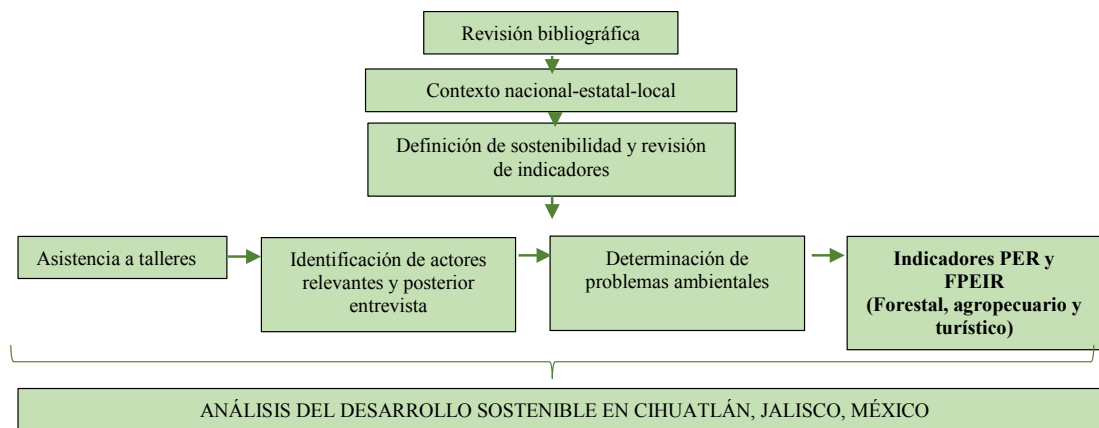 Revisión bibliográfica
Contexto nacional-estatal-local
Definición de sostenibilidad y revisión
de indicadores
Asistencia a talleres
Identificación de actores
relevantes y posterior
entrevista
Determinación de
problemas ambientales
Indicadores PER y
FPEIR
(Forestal, agropecuario y
turístico)
ANÁLISIS DEL DESARROLLO SOSTENIBLE EN CIHUATLÁN, JALISCO, MÉXICO